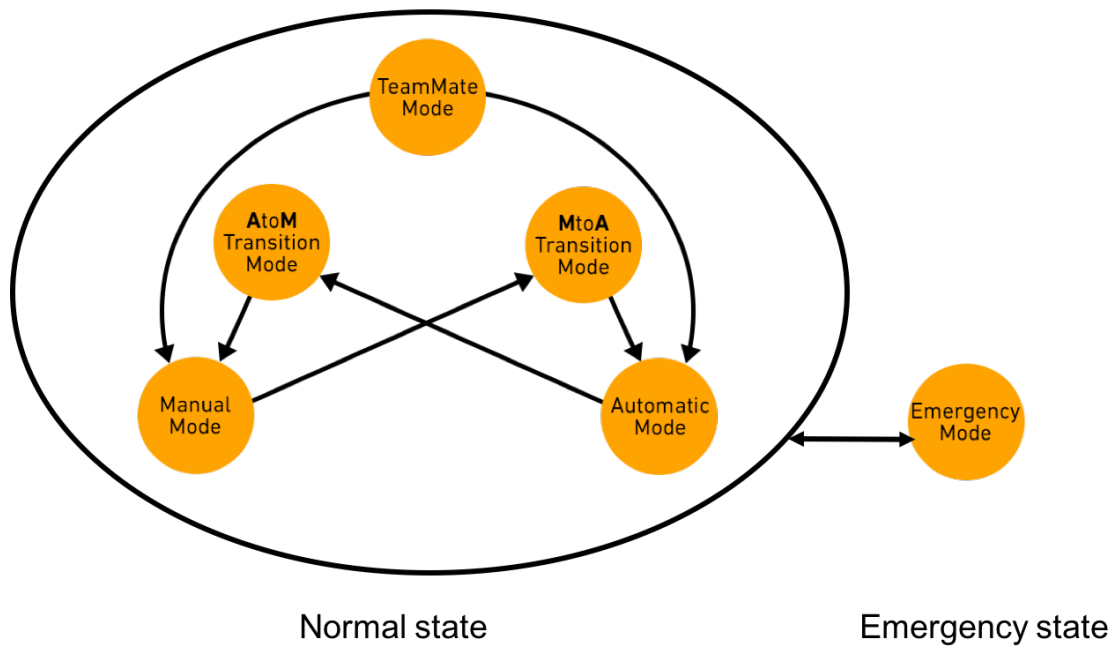 TeamMate
Mode
AtoM
Transition
Mode
MtoA
Transition
Mode
Manual
Mode
Automatic
Mode
Emergency
Mode
Normal state
Emergency state